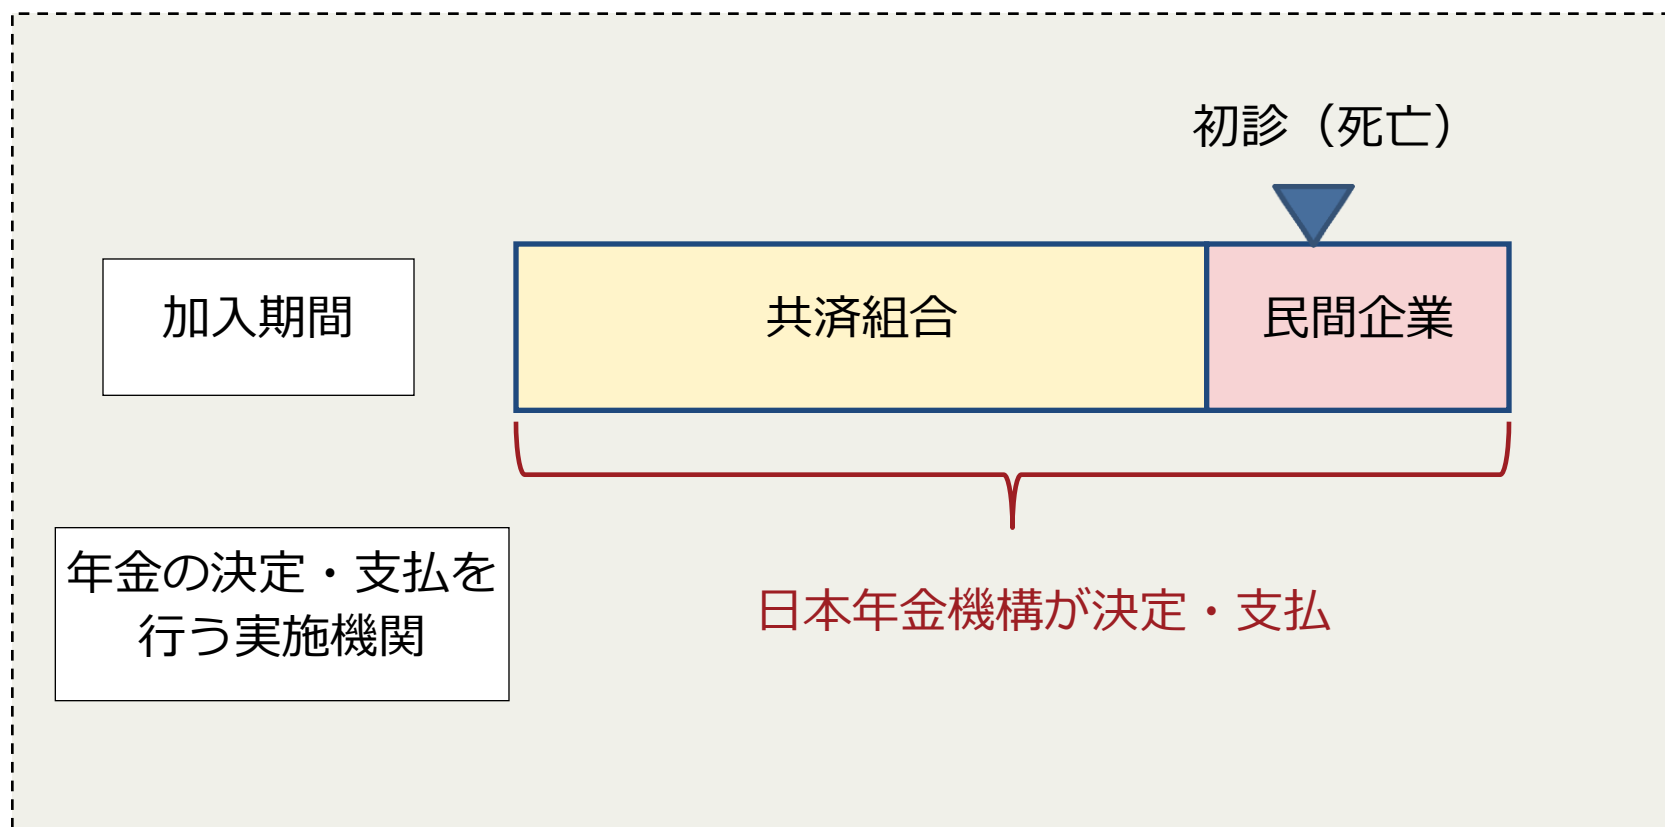 初診（死亡）
加入期間
共済組合
民間企業
年金の決定・支払を
行う実施機関
日本年金機構が決定・支払